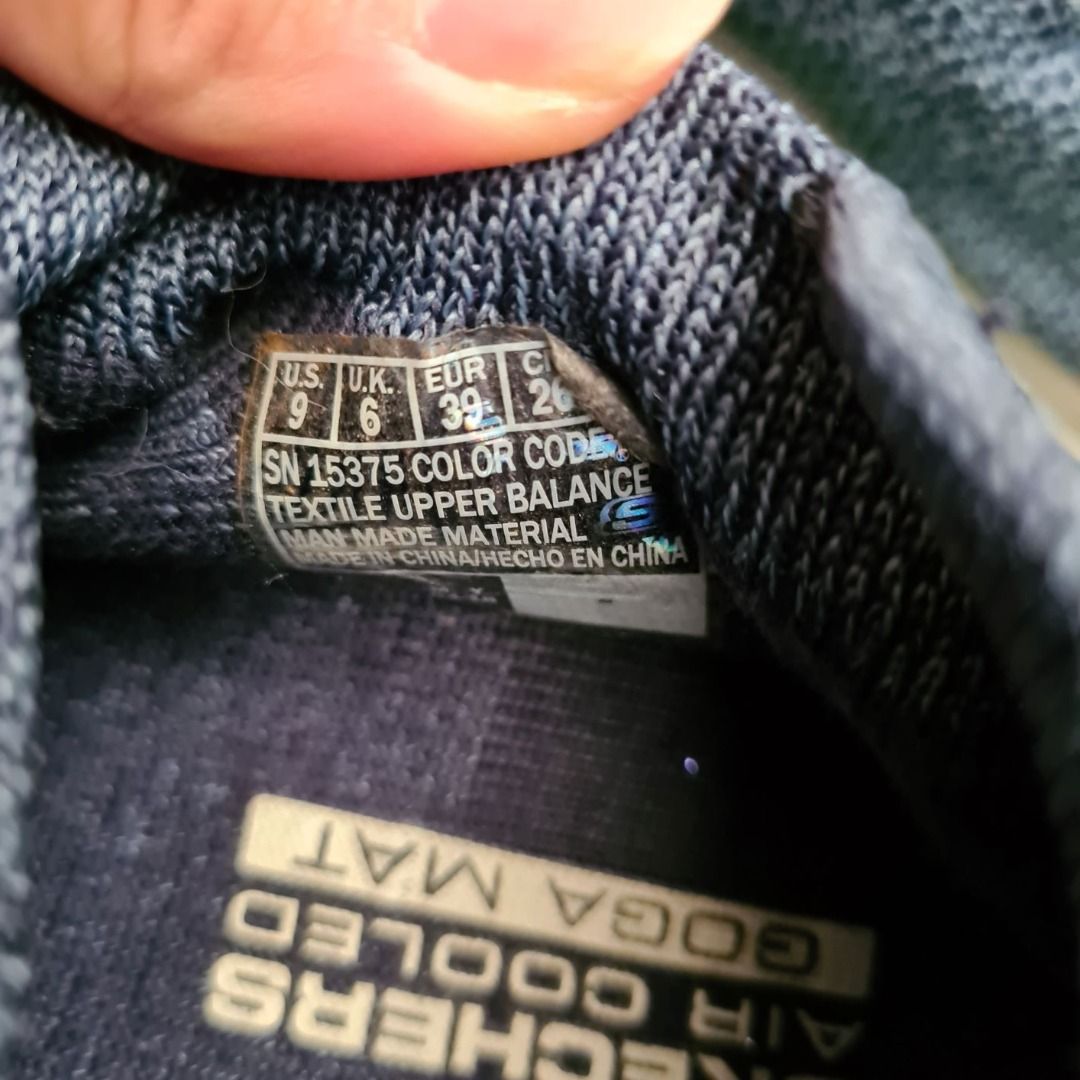 U.S. U.K. EUR
9 6 39 26
SN 15375 COLOR CODE
TEXTILE UPPER BALANCE
MAN MADE MATERIAL
MADE IN CHINA/HECHO EN CHINA
GOGA MAT
AIR COOLED